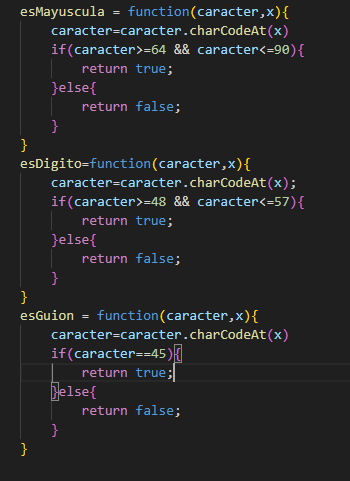 esMayuscula = function(caracter,x){
    caracter=caracter.charCodeAt(x)
    if(caracter>=64 && caracter<=90){
        return true;
    }else{
        return false;
    }
}
esDigito=function(caracter,x){
    caracter=caracter.charCodeAt(x);
    if(caracter>=48 && caracter<=57){
        return true;
    }else{
        return false;
    }
}
esGuion = function(caracter,x){
    caracter=caracter.charCodeAt(x)
    if(caracter==45){
        return true;
    }else{
        return false;
    }
}